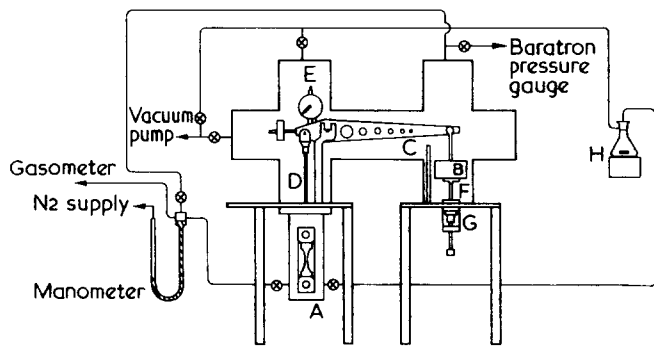 E
Baratron
pressure
gauge
Vacuum
pump
C
B
H
Gasometer
D
F
N2 supply
G
Manometer
A